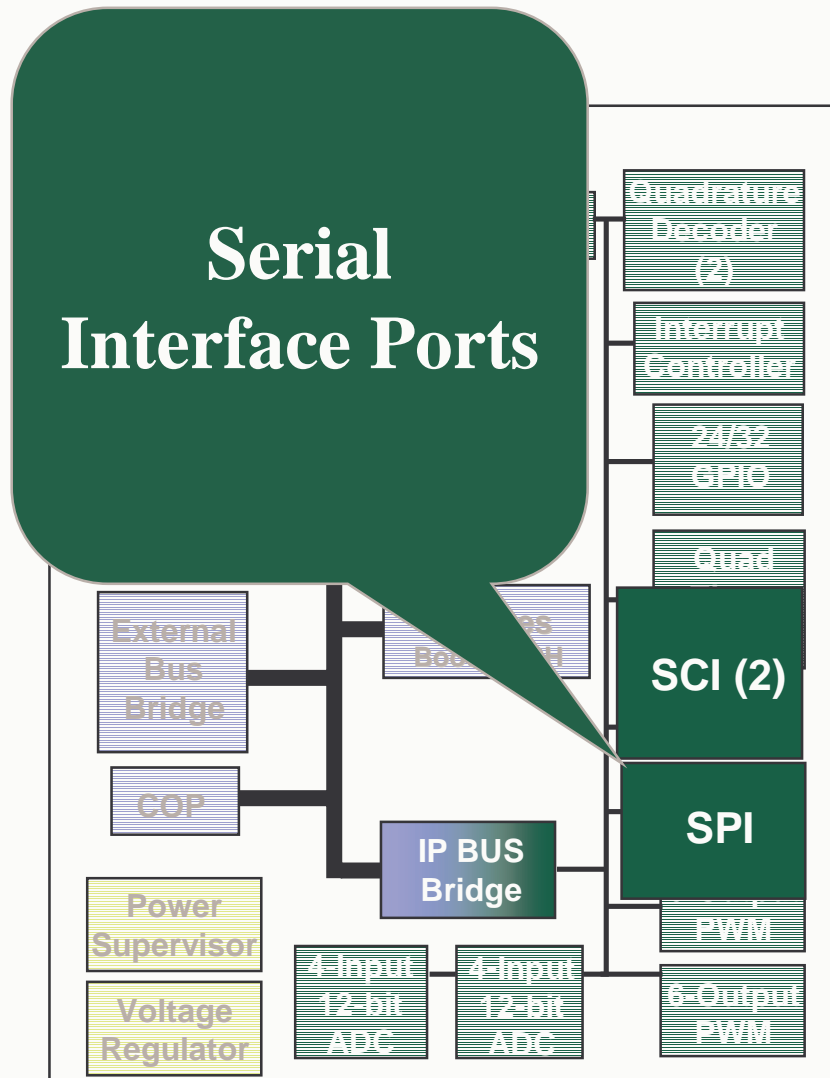 Serial
Interface Ports
Quadrature
Decoder
(2)
Interrupt
Controller
24/32
GPIO
Quad
SCI (2)
SPI
PWM
6-Output
PWM
External
Bus
Bridge
COP
IP BUS
Bridge
Power
Supervisor
Voltage
Regulator
4-Input
12-bit
ADC
4-Input
12-bit
ADC